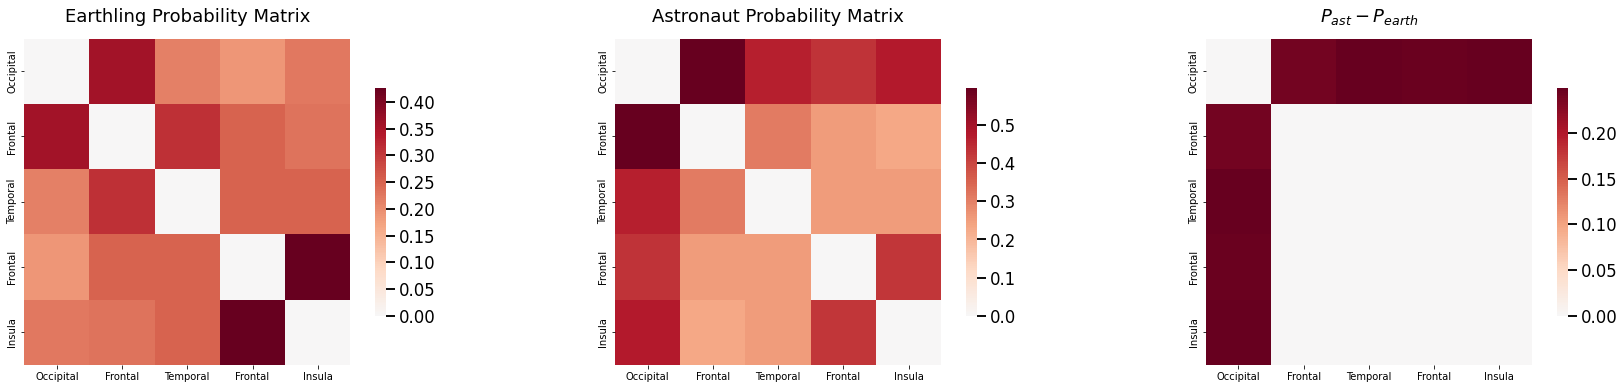 Earthling Probability Matrix
Occipital
Frontal
Temporal
Frontal
Insula
Occipital Frontal Temporal Frontal Insula
0.40
0.35
0.30
0.25
0.20
0.15
0.10
0.05
0.00
Astronaut Probability Matrix
Occipital
Frontal
Temporal
Frontal
Insula
Occipital Frontal Temporal Frontal Insula
0.5
0.4
0.3
0.2
0.1
0.0
P_{ast} − P_{earth}
Occipital
Frontal
Temporal
Frontal
Insula
Occipital Frontal Temporal Frontal Insula
0.20
0.15
0.10
0.05
0.00